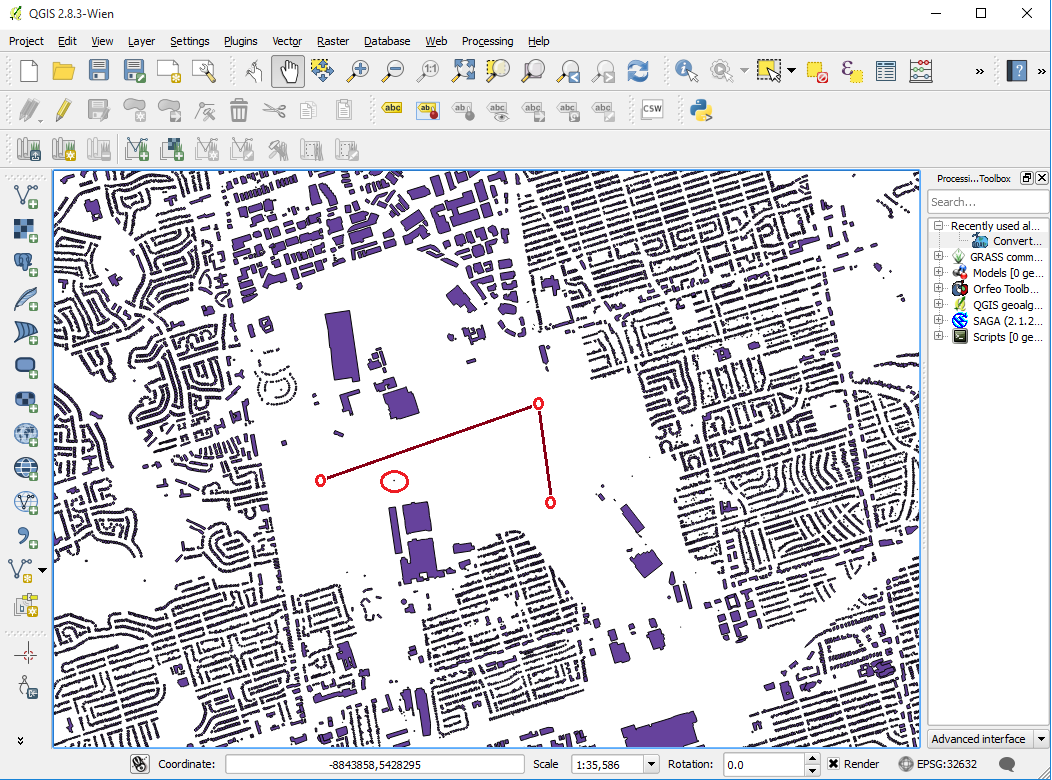 QGIS 2.8.3-Wien
Project Edit View Layer Settings Plugins Vector Raster Database Web Processing Help
1:1 ε » ? »
abc abc abc abc abc abc abc CSW
Processi...Toolbox
Search...
Recently used al...
Convert...
GRASS comm...
Models [0 ge...
Orfeo Toolb...
QGIS geoalg...
SAGA (2.1.2...
Scripts [0 ge...
Advanced interface
Coordinate: -8843858,5428295 Scale 1:35,586 Rotation: 0.0 Render EPSG:32632